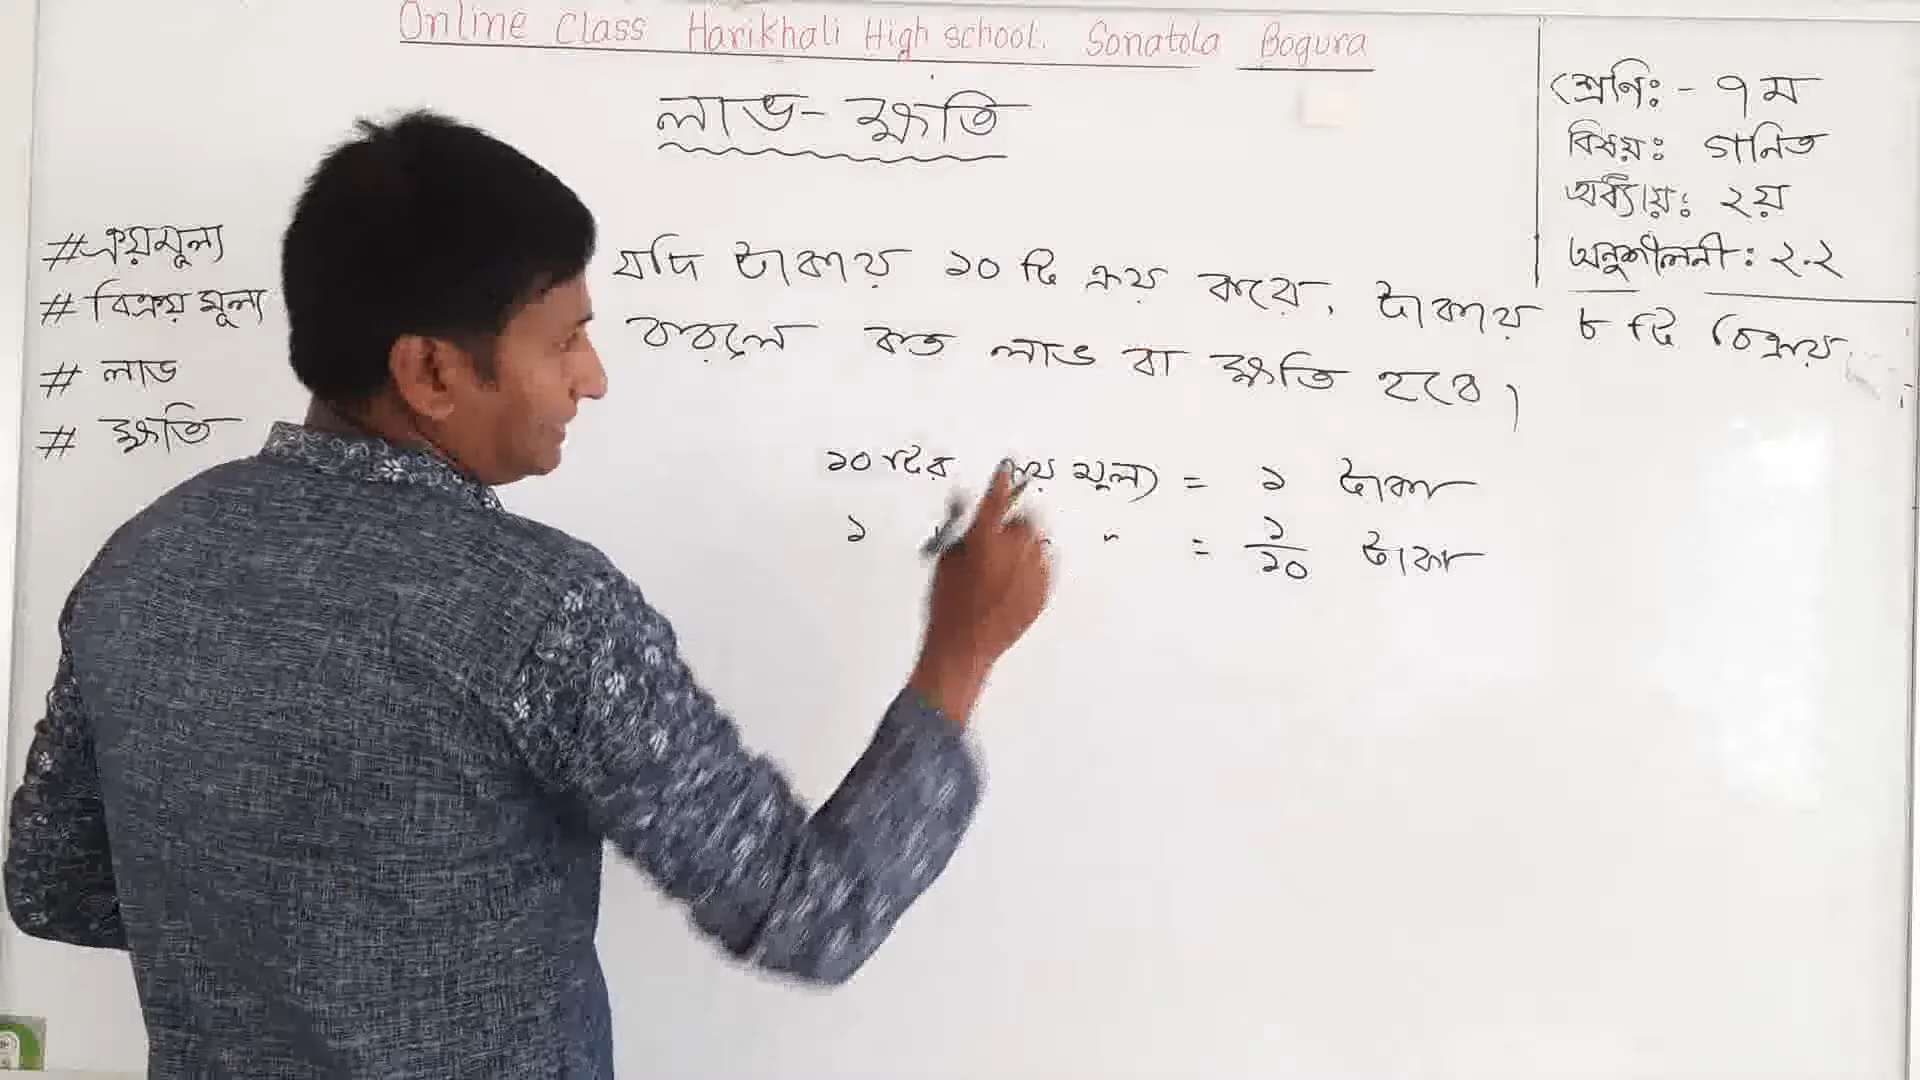 Online Class Harikhali High school. Sonatola Bogura
লাভ- ক্ষতি
শ্রেণিঃ- ৭ম
বিষয়ঃ গনিত
অধ্যায়ঃ ২য়
অনুশীলনী: ২.২
#ক্রয়মূল্য
# বিক্রয় মূল্য
# লাভ
# ক্ষতি
যদি টাকায় ১০ টি ক্রয় করে, টাকায় ৮ টি বিক্রয়
করলে কত লাভ বা ক্ষতি হবে।
১০ টির ক্রয় মূল্য = ১ টাকা
১ " " = ১/১০ টাকা